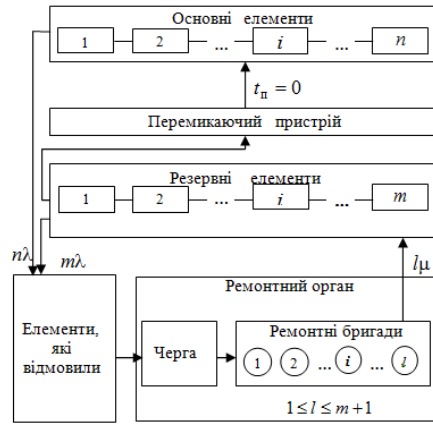 Основні елементи
1 2 ... i ... n
t_п = 0
Перемикаючий пристрій
Резервні елементи
1 2 ... i ... m
nλ mλ lμ
Ремонтний орган
Елементи,
які
відмовили
Черга
Ремонтні бригади
1 2 ... i ... l
1 ≤ l ≤ m + 1